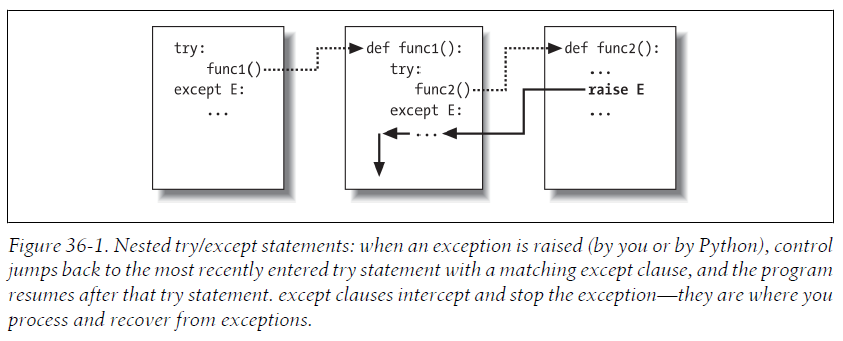 try:
func1()
except E:
...
def func1():
try:
func2()
except E:
...
def func2():
...
raise E
...
Figure 36-1. Nested try/except statements: when an exception is raised (by you or by Python), control
jumps back to the most recently entered try statement with a matching except clause, and the program
resumes after that try statement. except clauses intercept and stop the exception—they are where you
process and recover from exceptions.